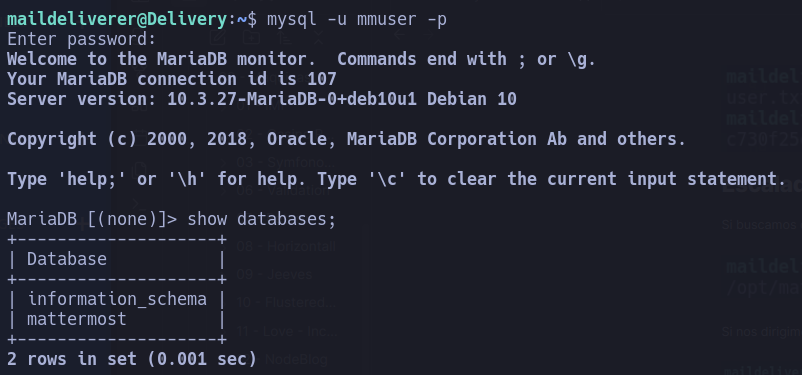 maildeliverer@Delivery:~$ mysql -u mmuser -p
Enter password:
Welcome to the MariaDB monitor.  Commands end with ; or \g.
Your MariaDB connection id is 107
Server version: 10.3.27-MariaDB-0+deb10u1 Debian 10

Copyright (c) 2000, 2018, Oracle, MariaDB Corporation Ab and others.

Type 'help;' or '\h' for help. Type '\c' to clear the current input statement.

MariaDB [(none)]> show databases;
+--------------------+
| Database           |
+--------------------+
| information_schema |
| mattermost         |
+--------------------+
2 rows in set (0.001 sec)